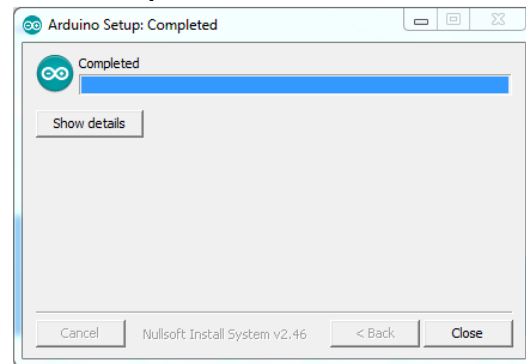 Arduino Setup: Completed
Completed
Show details
Cancel Nullsoft Install System v2.46 < Back Close